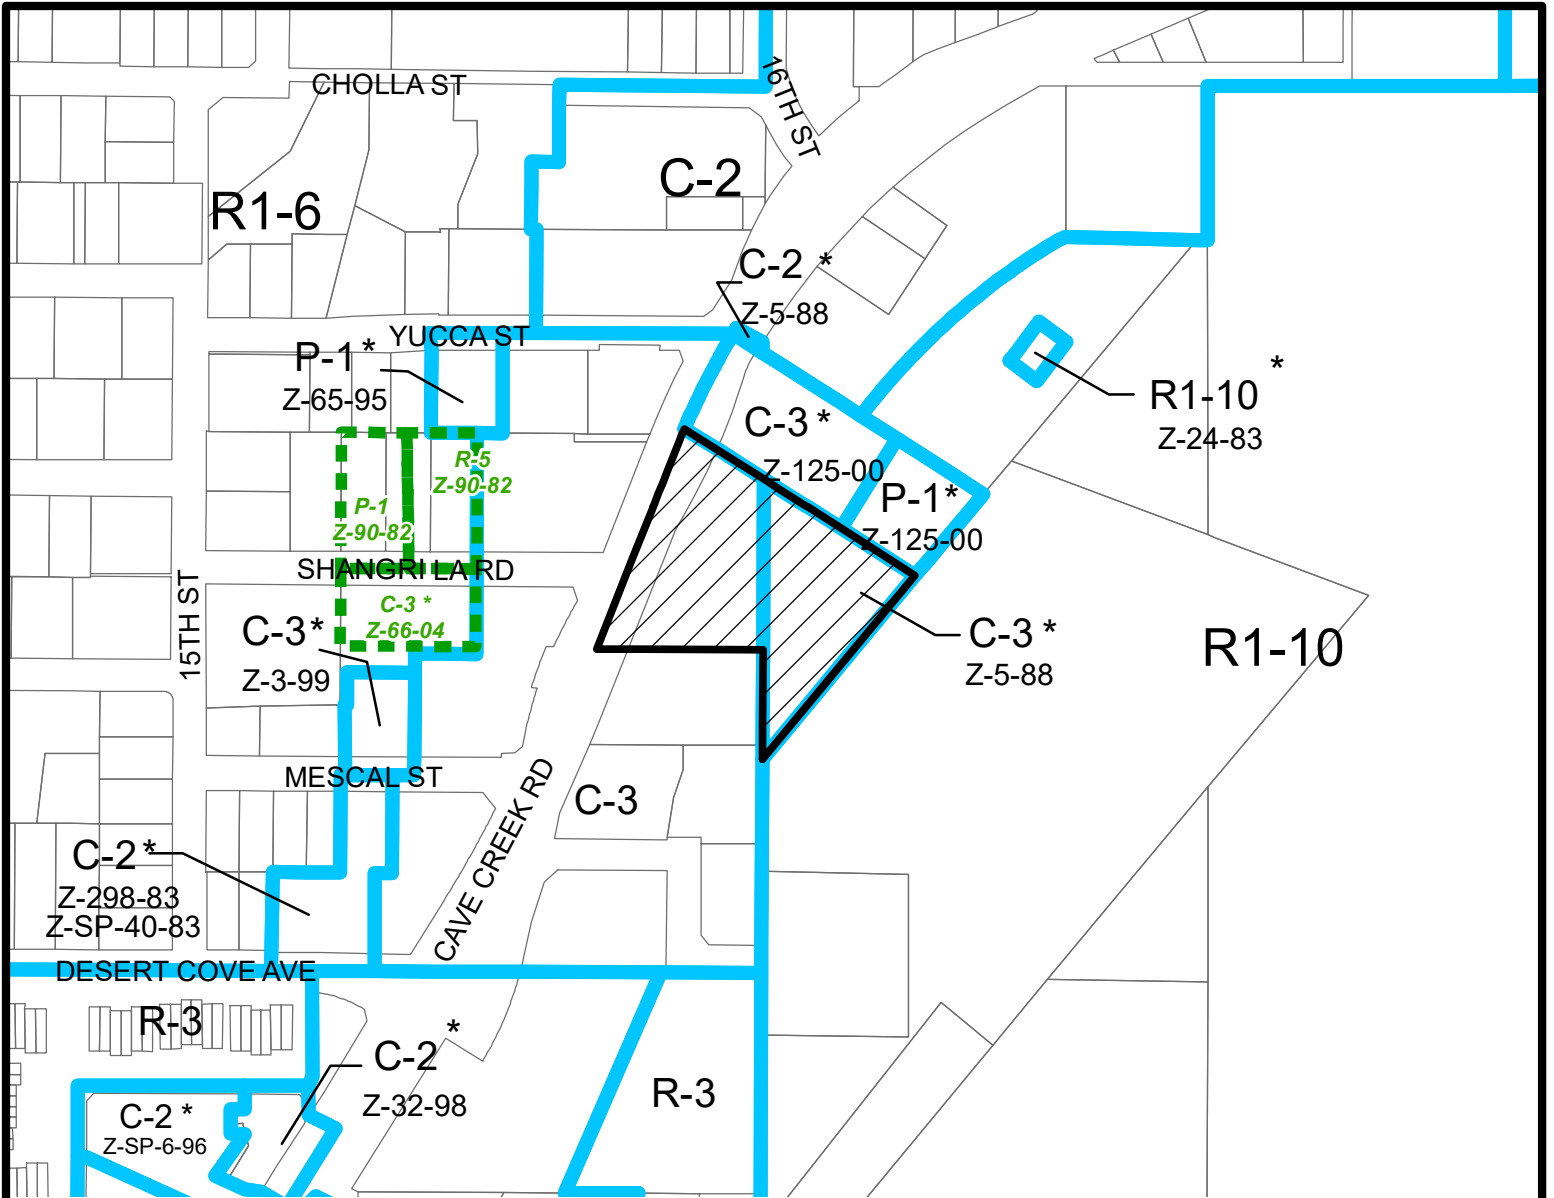 CHOLLA ST
16TH ST
C-2
R1-6
C-2 *
Z-5-88
YUCCA ST
P-1 *
Z-65-95
R1-10 *
Z-24-83
C-3 *
Z-125-00
R-5
Z-90-82
P-1
Z-90-82
P-1 *
Z-125-00
SHANGRI LA RD
15TH ST
C-3 *
Z-66-04
C-3 *
Z-3-99
C-3 *
Z-5-88
R1-10
MESCAL ST
CAVE CREEK RD
C-3
C-2 *
Z-298-83
Z-SP-40-83
DESERT COVE AVE
R-3
C-2 *
Z-32-98
R-3
C-2 *
Z-SP-6-96